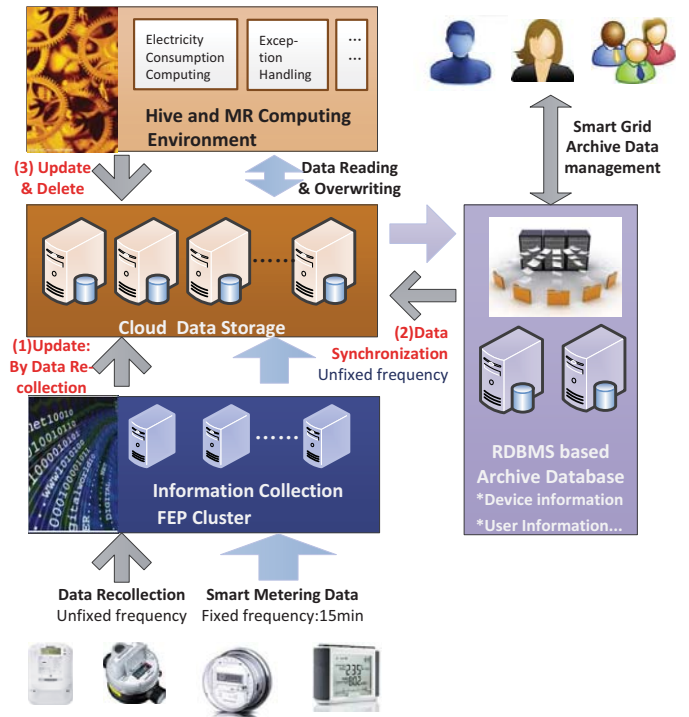 Electricity
Consumption
Computing
Excep-
tion
Handling
...
...
Hive and MR Computing
Environment
(3) Update
& Delete
Data Reading
& Overwriting
Smart Grid
Archive Data
management
......
Cloud Data Storage
(1)Update:
By Data Re-
collection
(2)Data
Synchronization
Unfixed frequency
......
Information Collection
FEP Cluster
RDBMS based
Archive Database
*Device information
*User Information...
Data Recollection
Unfixed frequency
Smart Metering Data
Fixed frequency:15min